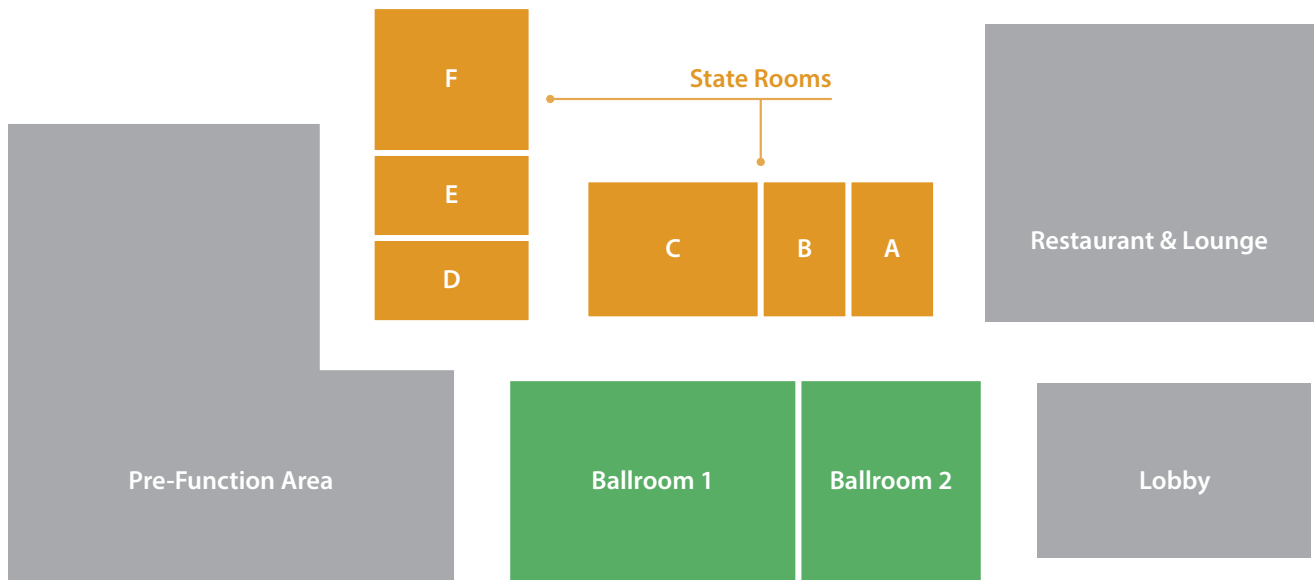 F
State Rooms
E
C
B
A
Restaurant & Lounge
D
Pre-Function Area
Ballroom 1
Ballroom 2
Lobby